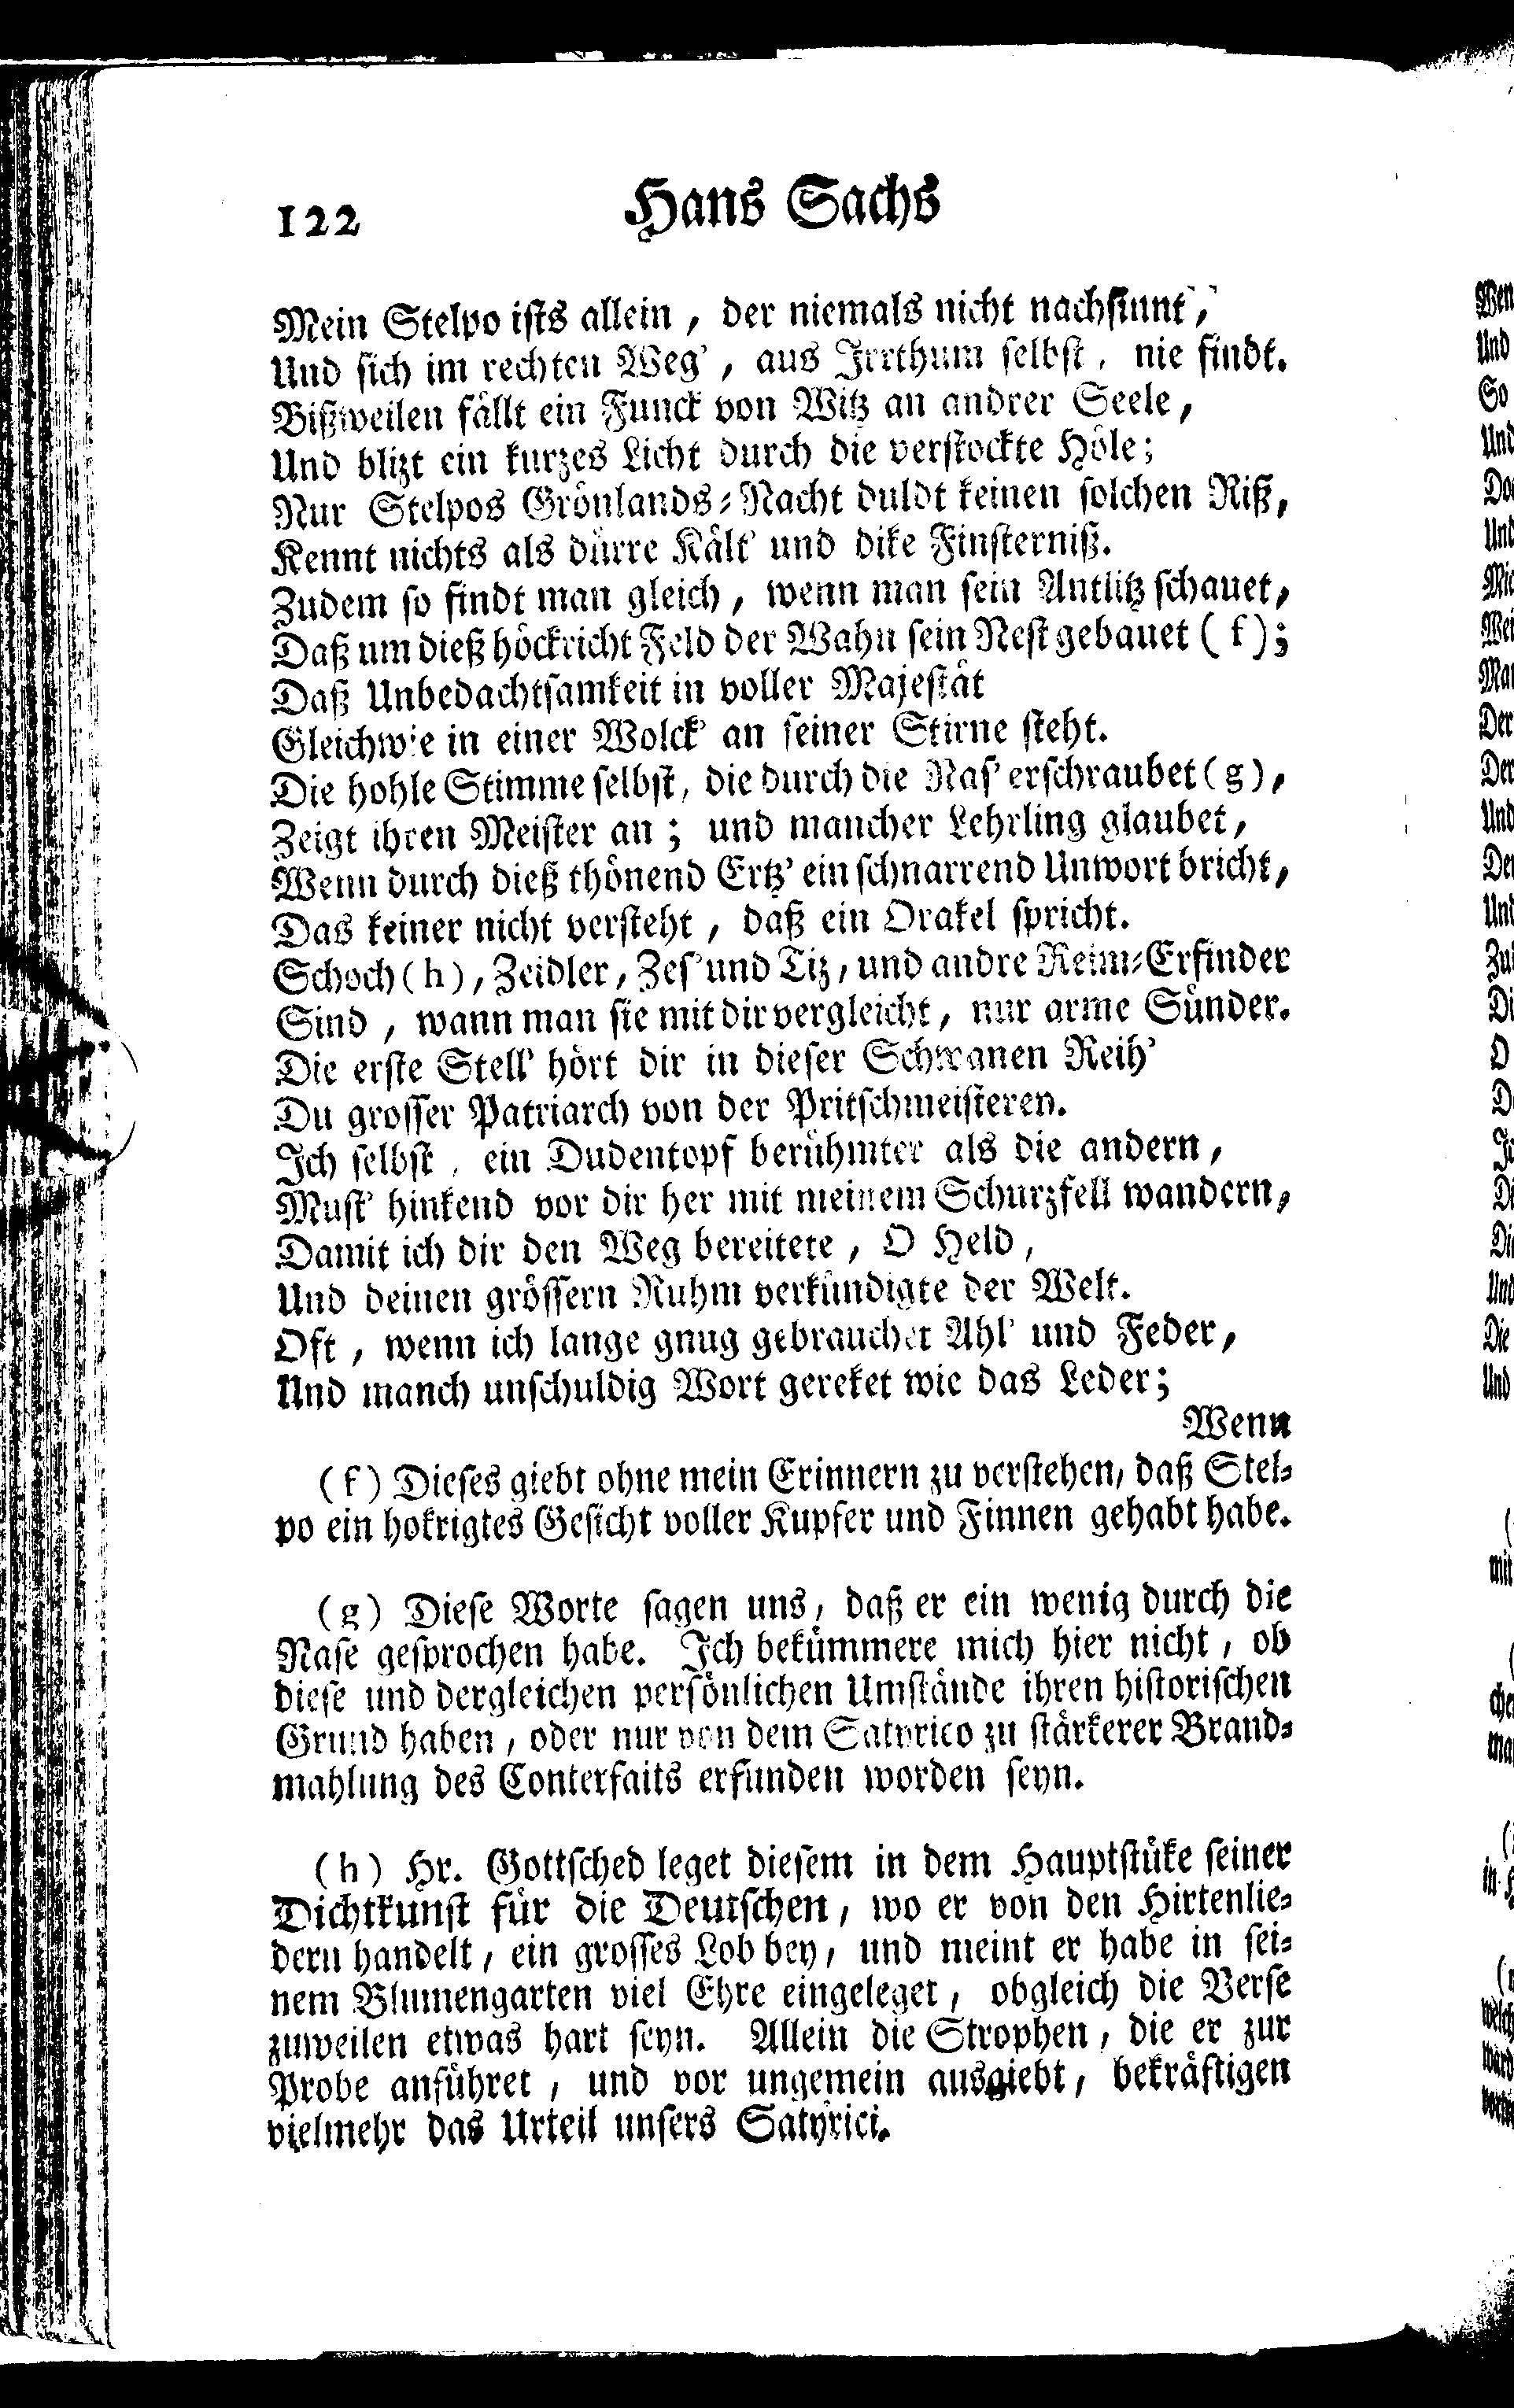 122
Hans Sachs
Mein Stelpo ists allein, der niemals nicht nachsinnt,
Und sich im rechten Weg', aus Irrthum selbst, nie findt.
Bißweilen fällt ein Funck von Witz an andrer Seele,
Und blizt ein kurzes Licht durch die verstockte Höle;
Nur Stelpos Grönlands-Nacht duldt keinen solchen Riß,
Kennt nichts als dürre Kält' und dike Finsterniß.
Zudem so findt man gleich, wenn man sein Antlitz schauet,
Daß um dieß höckricht Feld der Wahn sein Nest gebauet (f);
Daß Unbedachtsamkeit in voller Majestät
Gleichwie in einer Wolck' an seiner Stirne steht.
Die hohle Stimme selbst, die durch die Nas' erschraubet (g),
Zeigt ihren Meister an; und mancher Lehrling glaubet,
Wenn durch dieß thönend Ertz' ein schnarrend Unwort bricht,
Das keiner nicht versteht, daß ein Orakel spricht.
Schoch (h), Zeidler, Zes' und Tiz, und andre Reim-Erfinder
Sind, wann man sie mit dir vergleicht, nur arme Sünder.
Die erste Stell' hört dir in dieser Schwanen Reih'
Du grosser Patriarch von der Pritschmeisteren.
Ich selbst, ein Dudentopf berühmter als die andern,
Must' hinkend vor dir her mit meinem Schurzfell wandern,
Damit ich dir den Weg bereitete, O Held,
Und deinen grössern Ruhm verkündigte der Welt.
Oft, wenn ich lange gnug gebrauchet Ahl' und Feder,
Und manch unschuldig Wort gereket wie das Leder;
Wenn
(f) Dieses giebt ohne mein Erinnern zu verstehen, daß Stel-
po ein hokrigtes Gesicht voller Kupfer und Finnen gehabt habe.
(g) Diese Worte sagen uns, daß er ein wenig durch die
Nase gesprochen habe. Ich bekümmere mich hier nicht, ob
diese und dergleichen persönlichen Umstände ihren historischen
Grund haben, oder nur von dem Satyrico zu stärkerer Brand-
mahlung des Conterfaits erfunden worden seyn.
(h) Hr. Gottsched leget diesem in dem Hauptstüke seiner
Dichtkunst für die Deutschen, wo er von den Hirtenlie-
dern handelt, ein grosses Lob bey, und meint er habe in sei-
nem Blumengarten viel Ehre eingeleget, obgleich die Verse
zuweilen etwas hart seyn. Allein die Strophen, die er zur
Probe anführet, und vor ungemein ausgiebt, bekräftigen
vielmehr das Urteil unsers Satyrici.